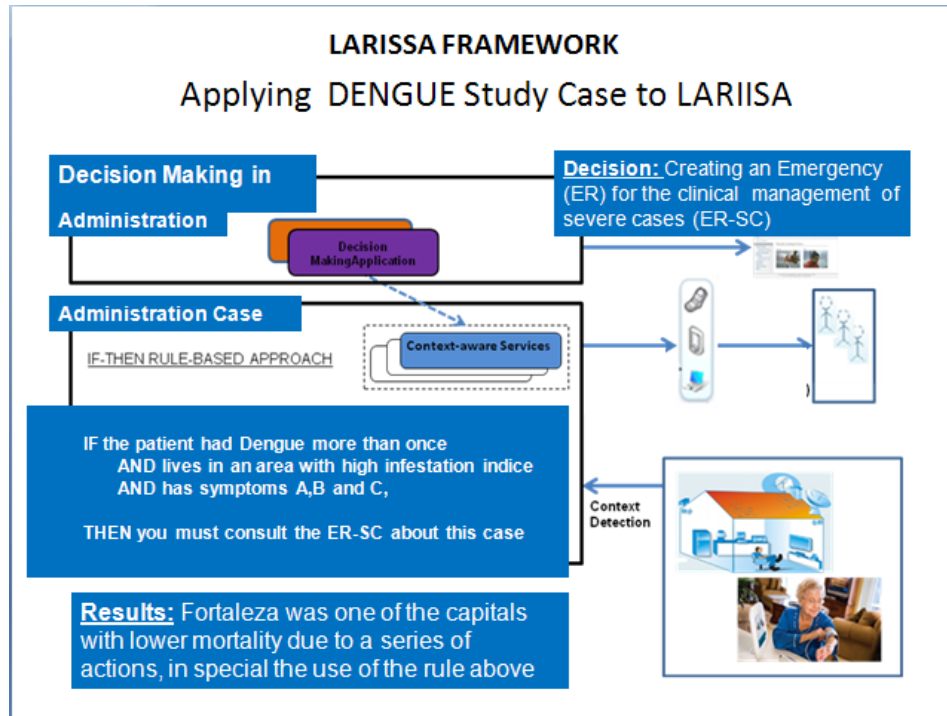 LARISSA FRAMEWORK
Applying DENGUE Study Case to LARIISA
Decision Making in
Administration
Decision
MakingApplication
Decision: Creating an Emergency
(ER) for the clinical management of
severe cases (ER-SC)
Administration Case
IF-THEN RULE-BASED APPROACH
Context-aware Services
)
IF the patient had Dengue more than once
AND lives in an area with high infestation indice
AND has symptoms A,B and C,
THEN you must consult the ER-SC about this case
Context
Detection
Results: Fortaleza was one of the capitals
with lower mortality due to a series of
actions, in special the use of the rule above